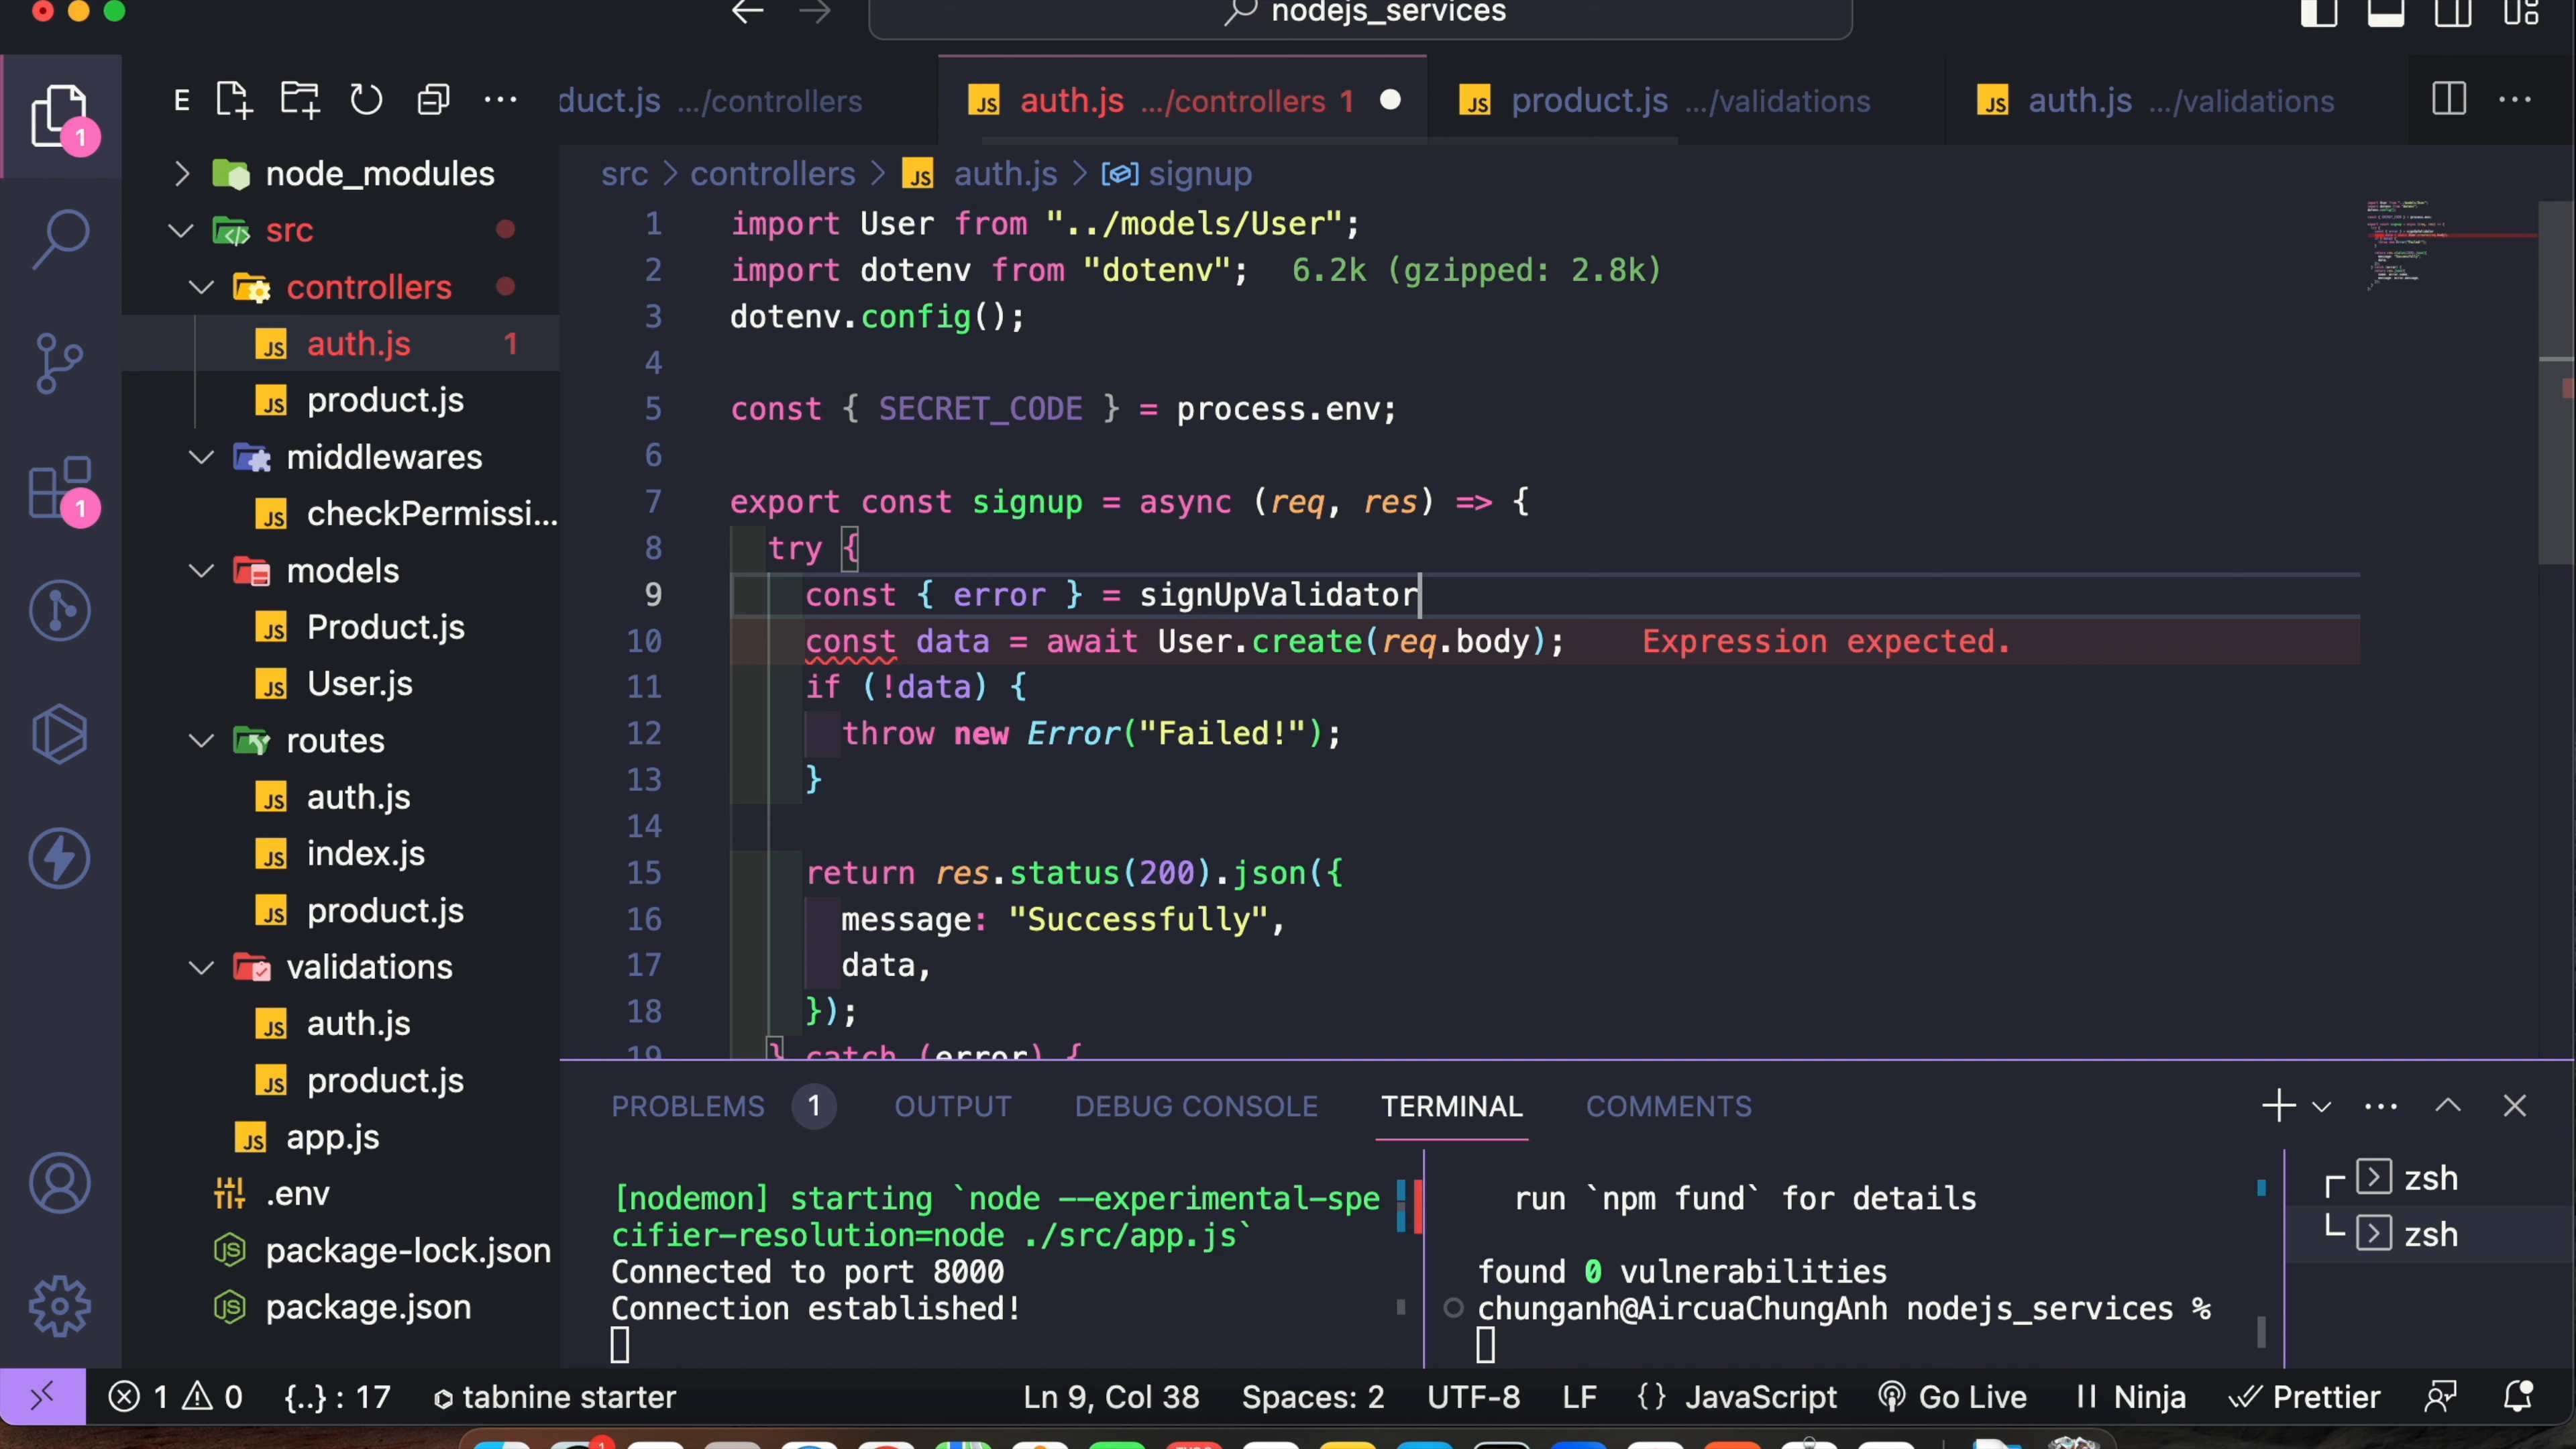 nodejs_services
1
E
duct.js .../controllers
auth.js .../controllers 1
product.js .../validations
auth.js .../validations
node_modules
src
controllers
auth.js 1
product.js
middlewares
checkPermissi...
models
Product.js
User.js
routes
auth.js
index.js
product.js
validations
auth.js
product.js
app.js
.env
package-lock.json
package.json
1
src > controllers > auth.js > signup
1 import User from "../models/User";
2 import dotenv from "dotenv"; 6.2k (gzipped: 2.8k)
3 dotenv.config();
4
5 const { SECRET_CODE } = process.env;
6
7 export const signup = async (req, res) => {
8 try {
9 const { error } = signUpValidator
10 const data = await User.create(req.body); Expression expected.
11 if (!data) {
12 throw new Error("Failed!");
13 }
14
15 return res.status(200).json({
16 message: "Successfully",
17 data,
18 });
19 } catch (error) {
PROBLEMS 1 OUTPUT DEBUG CONSOLE TERMINAL COMMENTS
[nodemon] starting `node --experimental-spe
cifier-resolution=node ./src/app.js`
Connected to port 8000
Connection established!
run `npm fund` for details
found 0 vulnerabilities
chunganh@AircuaChungAnh nodejs_services %
zsh
zsh
1 0 {..} : 17 tabnine starter Ln 9, Col 38 Spaces: 2 UTF-8 LF {} JavaScript Go Live Ninja Prettier